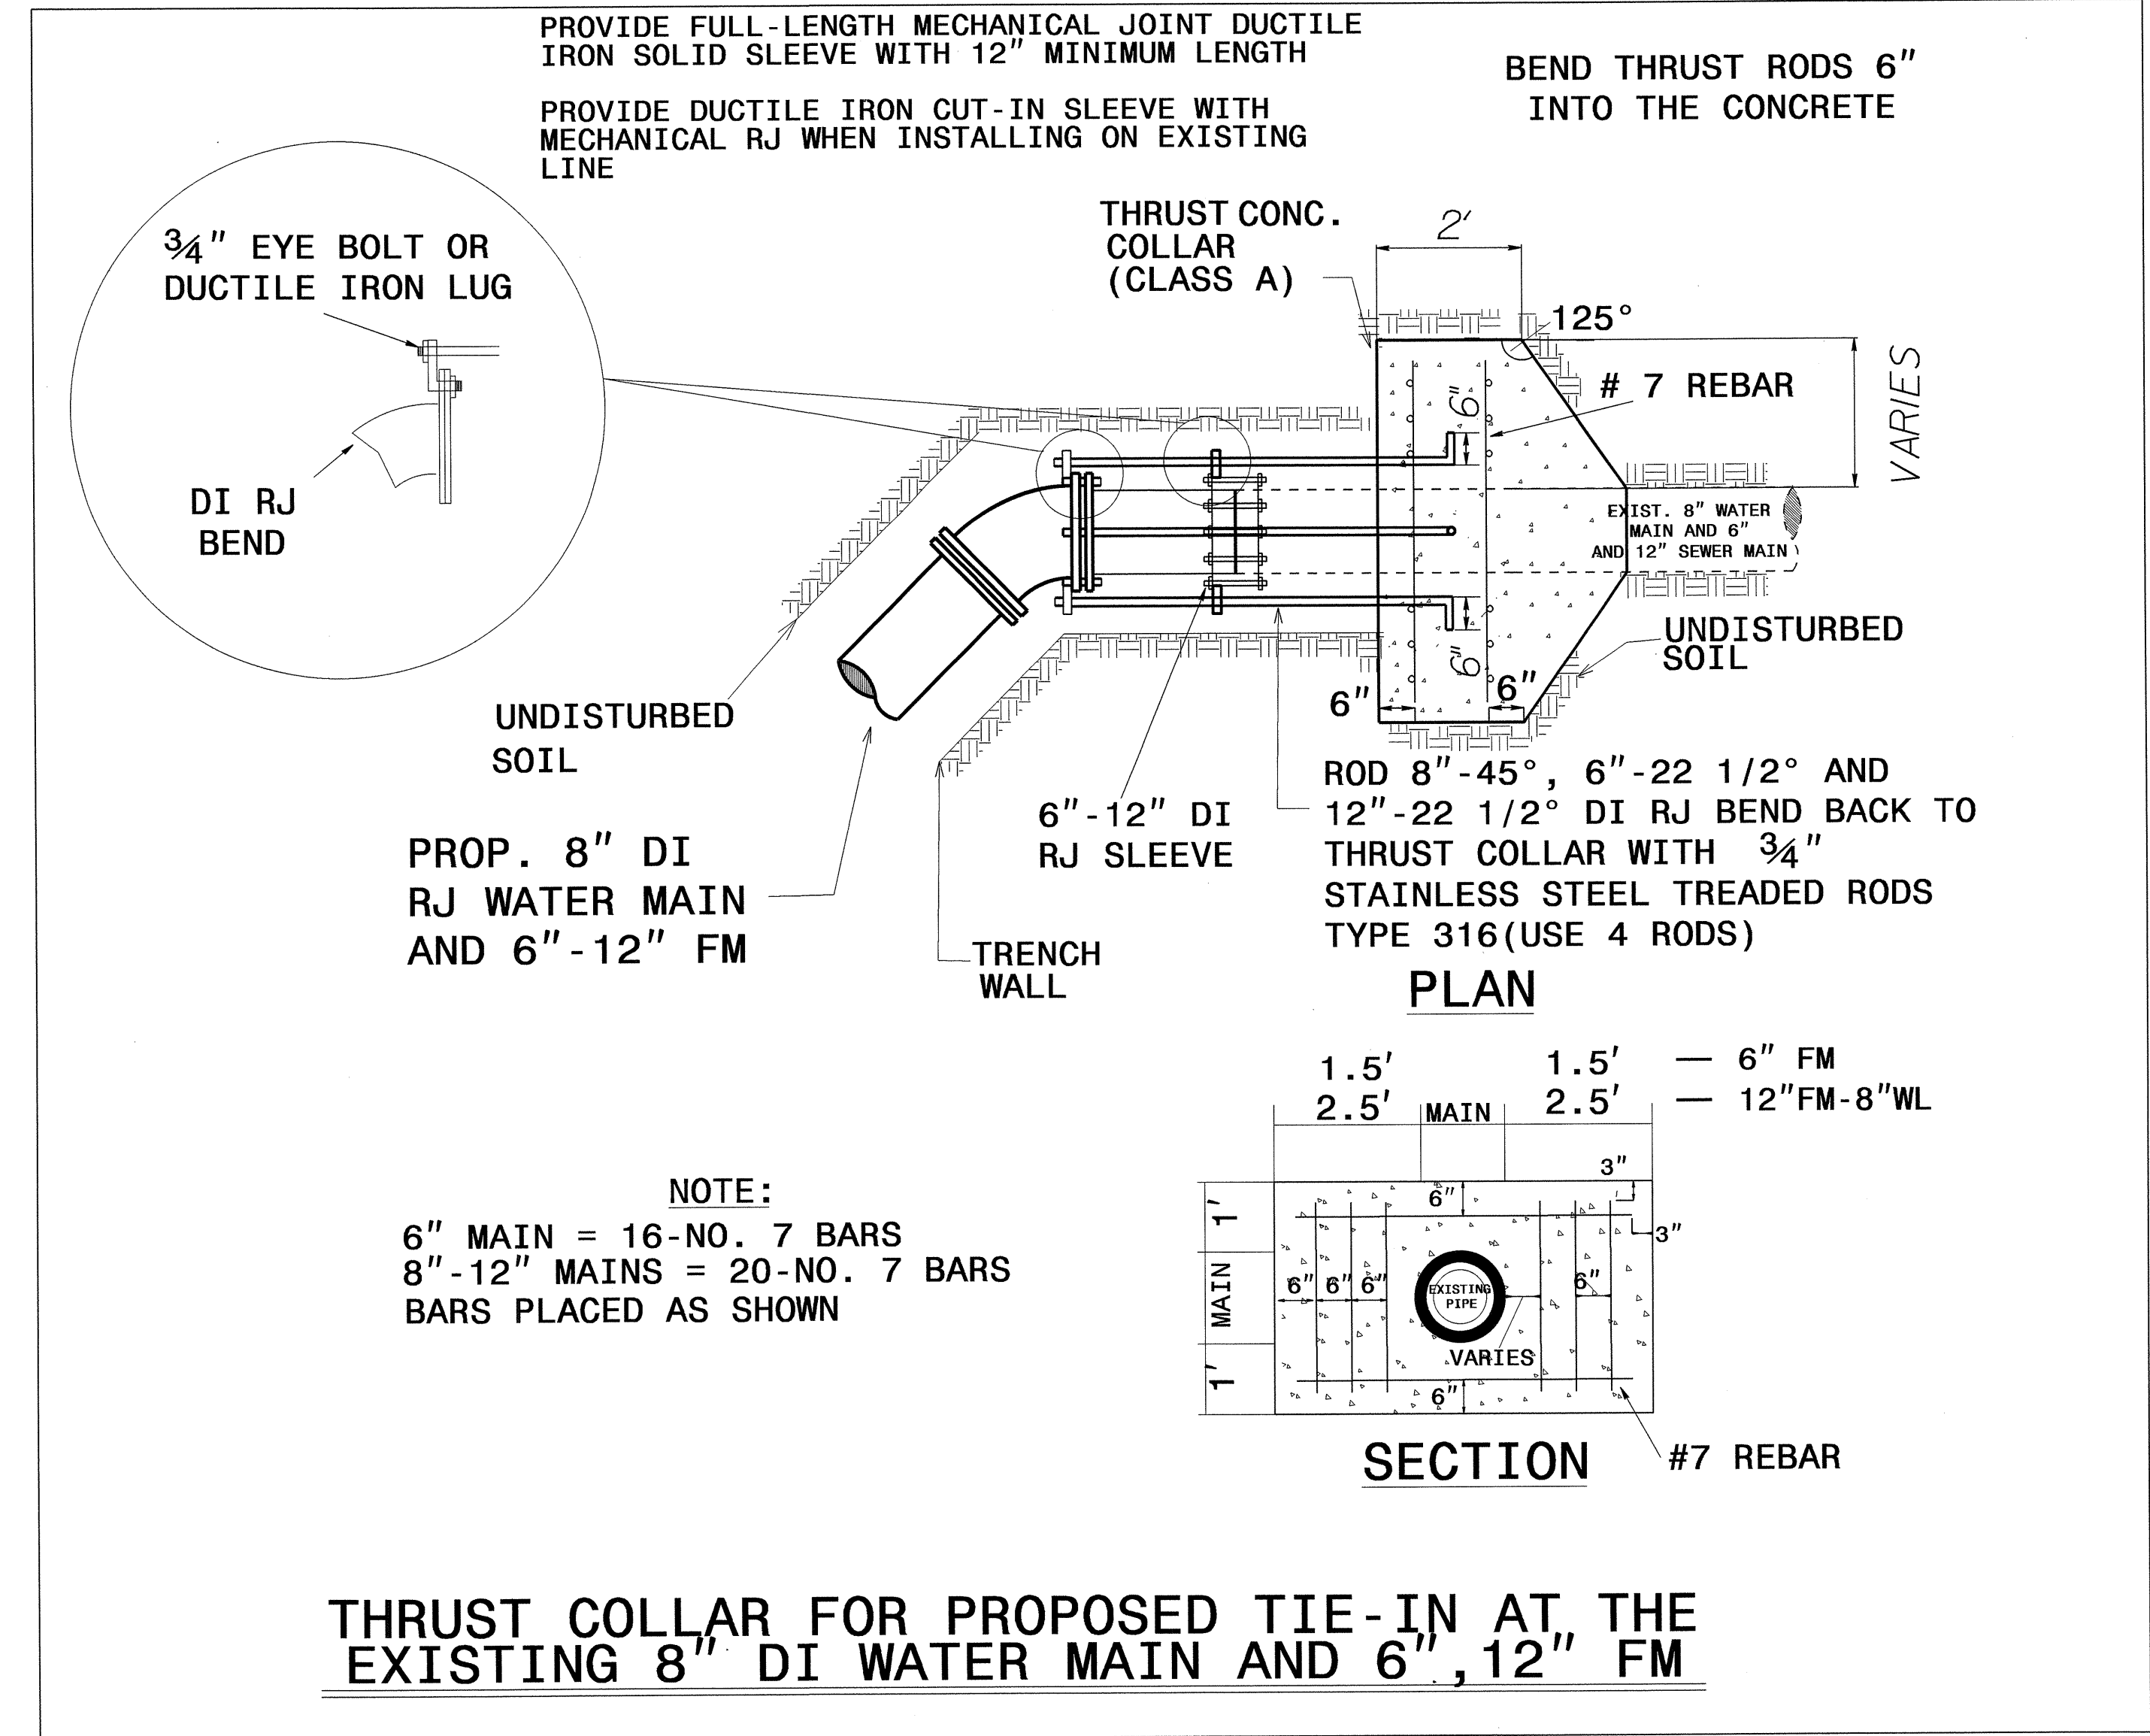 PROVIDE FULL-LENGTH MECHANICAL JOINT DUCTILE
IRON SOLID SLEEVE WITH 12" MINIMUM LENGTH
PROVIDE DUCTILE IRON CUT-IN SLEEVE WITH
MECHANICAL RJ WHEN INSTALLING ON EXISTING
LINE
BEND THRUST RODS 6"
INTO THE CONCRETE
3/4" EYE BOLT OR
DUCTILE IRON LUG
DI RJ
BEND
THRUST CONC.
COLLAR
(CLASS A)
2'
125°
# 7 REBAR
VARIES
6"
EXIST. 8" WATER
MAIN AND 6"
AND 12" SEWER MAIN
6"
6"
6"
UNDISTURBED
SOIL
UNDISTURBED
SOIL
PROP. 8" DI
RJ WATER MAIN
AND 6"-12" FM
TRENCH
WALL
6"-12" DI
RJ SLEEVE
ROD 8"-45°, 6"-22 1/2° AND
12"-22 1/2° DI RJ BEND BACK TO
THRUST COLLAR WITH 3/4"
STAINLESS STEEL TREADED RODS
TYPE 316(USE 4 RODS)
PLAN
1.5' 1.5' — 6" FM
2.5' MAIN 2.5' — 12"FM-8"WL
3"
6"
3"
1'
MAIN
1'
6" 6" 6"
EXISTING
PIPE
6"
VARIES
6"
SECTION
#7 REBAR
NOTE:
6" MAIN = 16-NO. 7 BARS
8"-12" MAINS = 20-NO. 7 BARS
BARS PLACED AS SHOWN
THRUST COLLAR FOR PROPOSED TIE-IN AT THE
EXISTING 8" DI WATER MAIN AND 6",12" FM